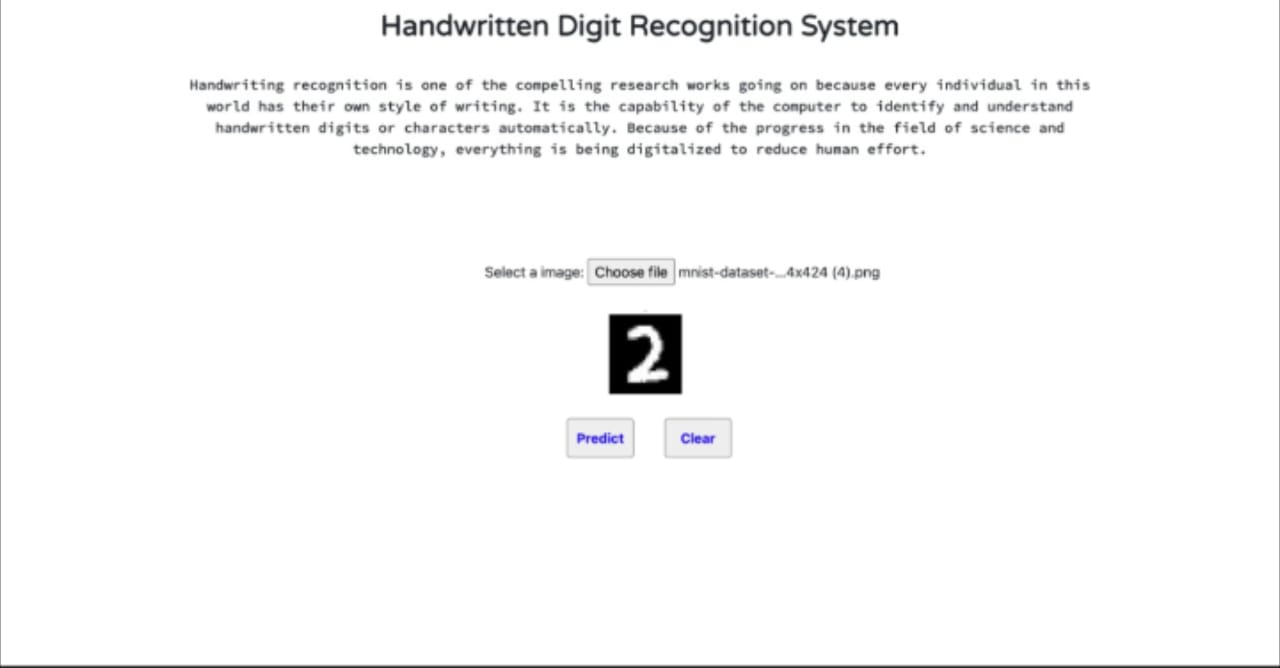 Handwritten Digit Recognition System
Handwriting recognition is one of the compelling research works going on because every individual in this
world has their own style of writing. It is the capability of the computer to identify and understand
handwritten digits or characters automatically. Because of the progress in the field of science and
technology, everything is being digitalized to reduce human effort.
Select a image: Choose file mnist-dataset-...4x424 (4).png
2
Predict Clear